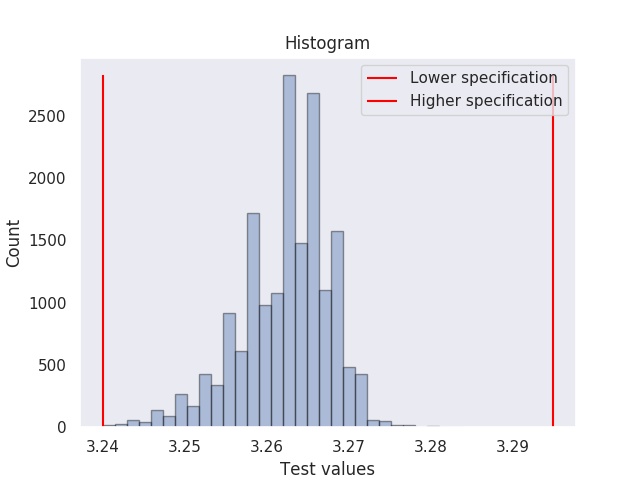 Histogram
Lower specification
Higher specification
2500
2000
1500
1000
500
0
Count
3.24 3.25 3.26 3.27 3.28 3.29
Test values